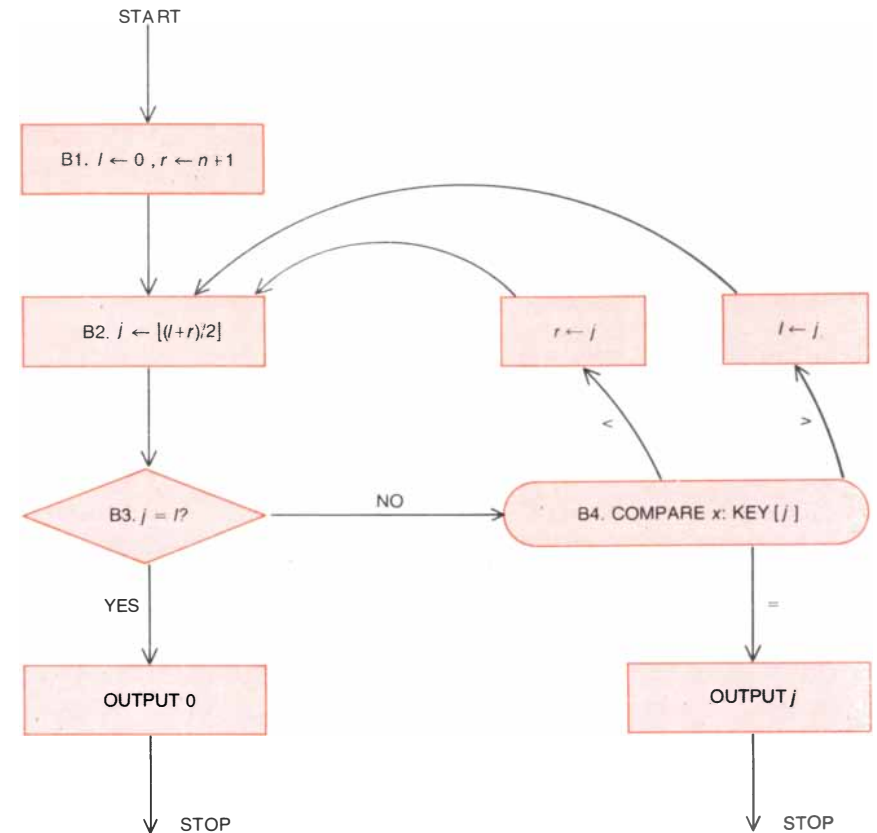 START
B1. l ← 0 , r ← n+1
B2. j ← ⌊(l+r)/2⌋
r ← j
l ← j
<
>
B3. j = l?
NO
B4. COMPARE x: KEY [ j ]
YES
=
OUTPUT 0
OUTPUT j
STOP
STOP